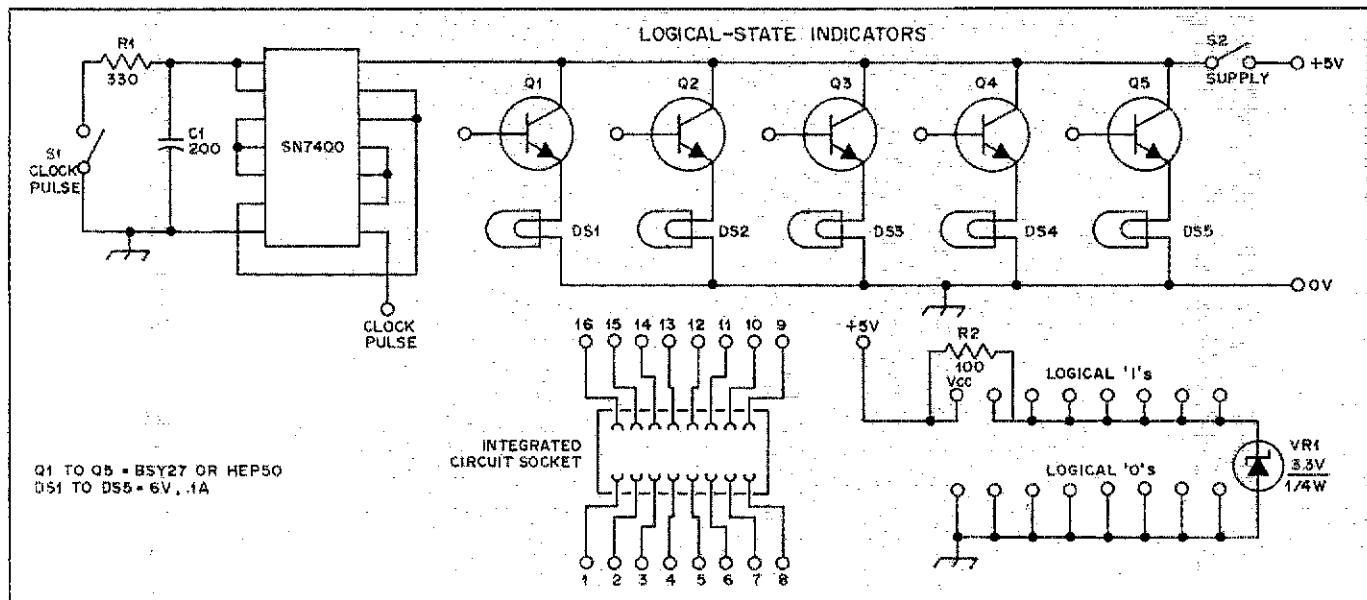 LOGICAL-STATE INDICATORS
R1
330
S1
CLOCK
PULSE
C1
200
SN7400
CLOCK
PULSE
Q1
Q2
Q3
Q4
Q5
S2
SUPPLY
+5V
DS1
DS2
DS3
DS4
DS5
0V
16 15 14 13 12 11 10 9
INTEGRATED
CIRCUIT SOCKET
1 2 3 4 5 6 7 8
+5V
R2
100
VCC
LOGICAL '1's
LOGICAL '0's
VR1
3.3V
1/4W
Q1 TO Q5 = BSY27 OR HEP50
DS1 TO DS5 = 6V, .1A